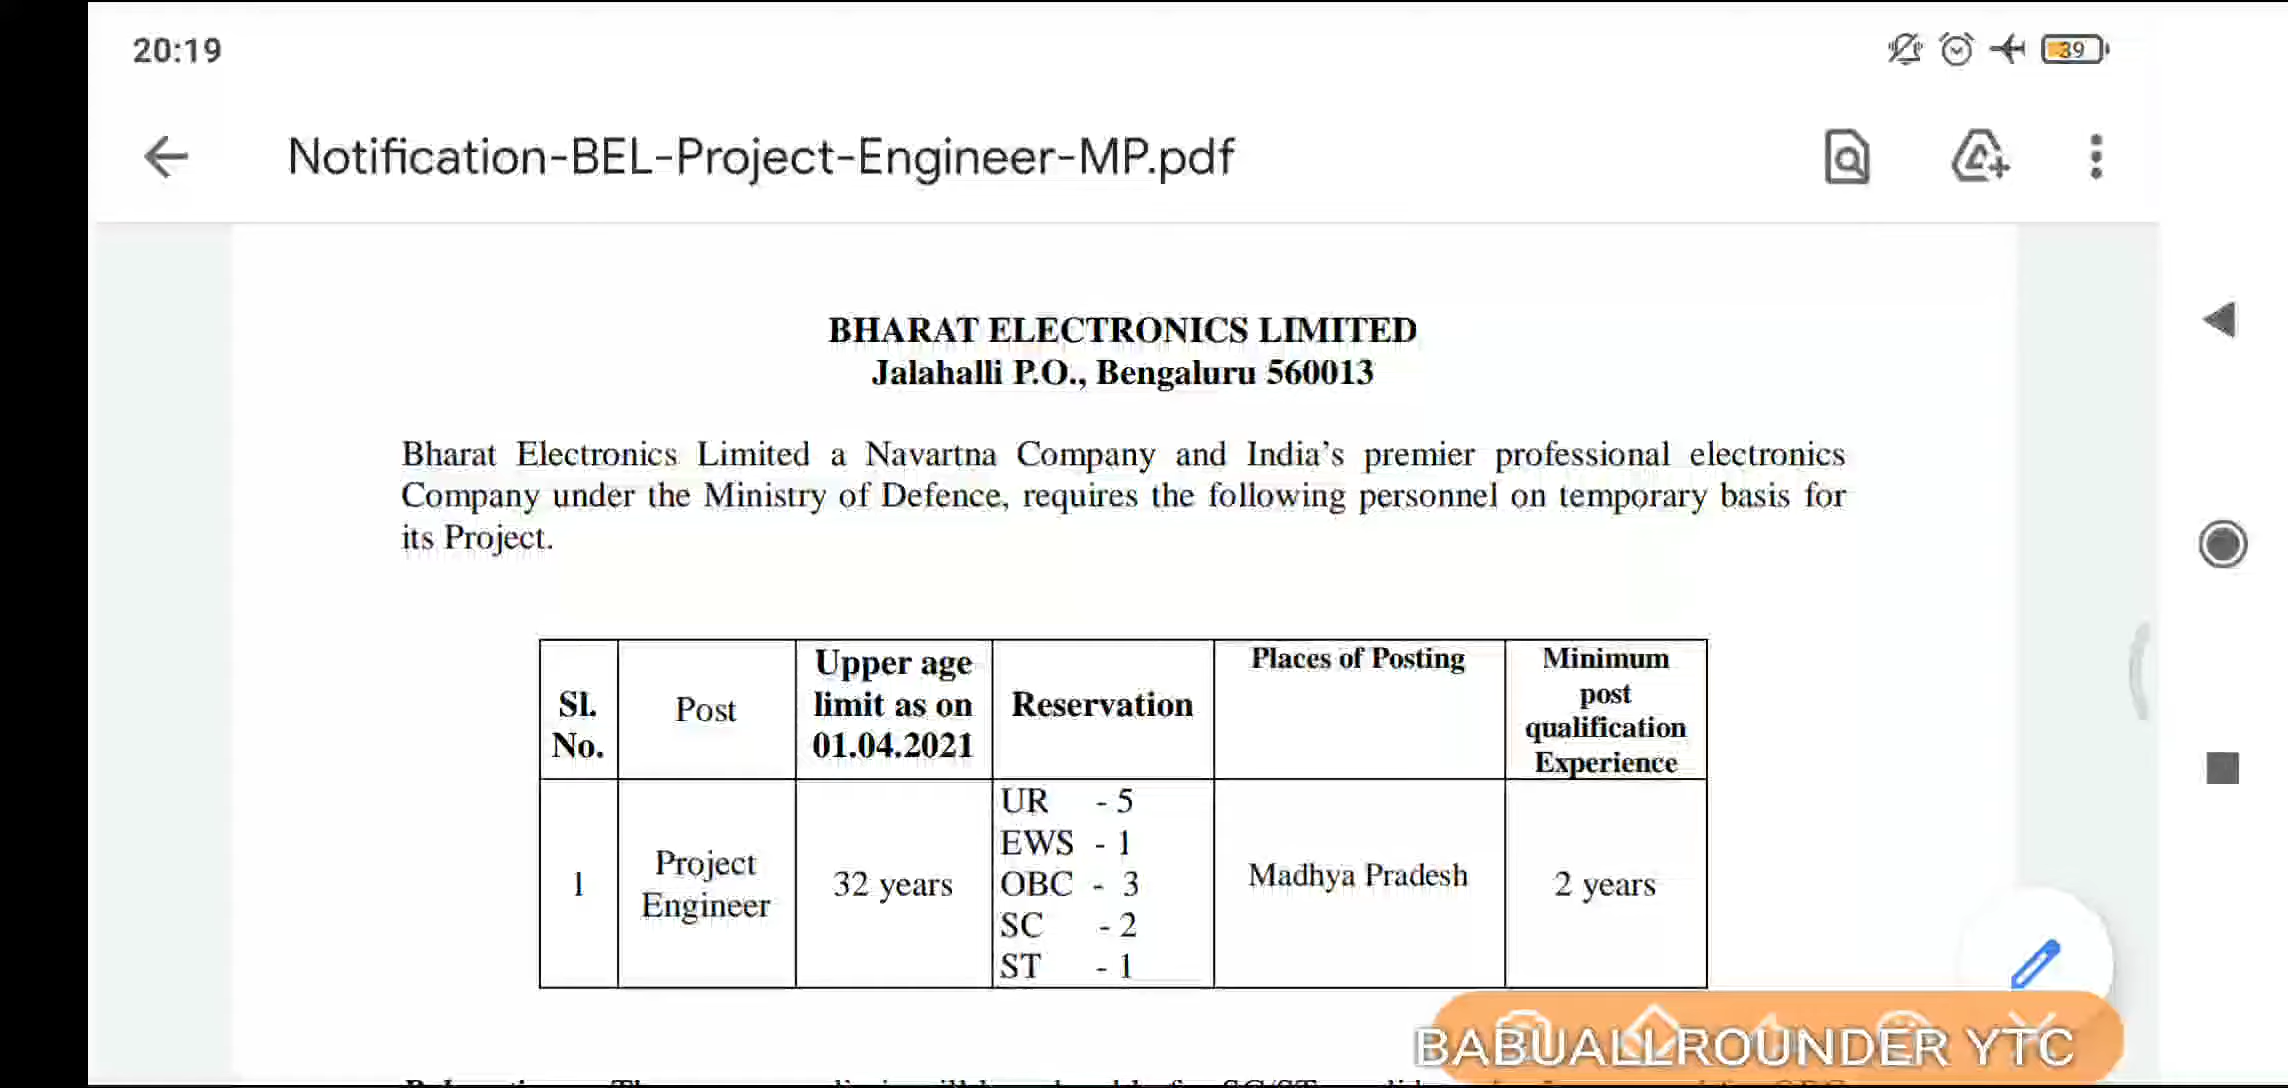 20:19
39
Notification-BEL-Project-Engineer-MP.pdf
BHARAT ELECTRONICS LIMITED
Jalahalli P.O., Bengaluru 560013
Bharat Electronics Limited a Navartna Company and India's premier professional electronics
Company under the Ministry of Defence, requires the following personnel on temporary basis for
its Project.
Sl. No.
Post
Upper age limit as on 01.04.2021
Reservation
Places of Posting
Minimum post qualification Experience
1
Project Engineer
32 years
UR - 5
EWS - 1
OBC - 3
SC - 2
ST - 1
Madhya Pradesh
2 years
BABUALLROUNDER YTC